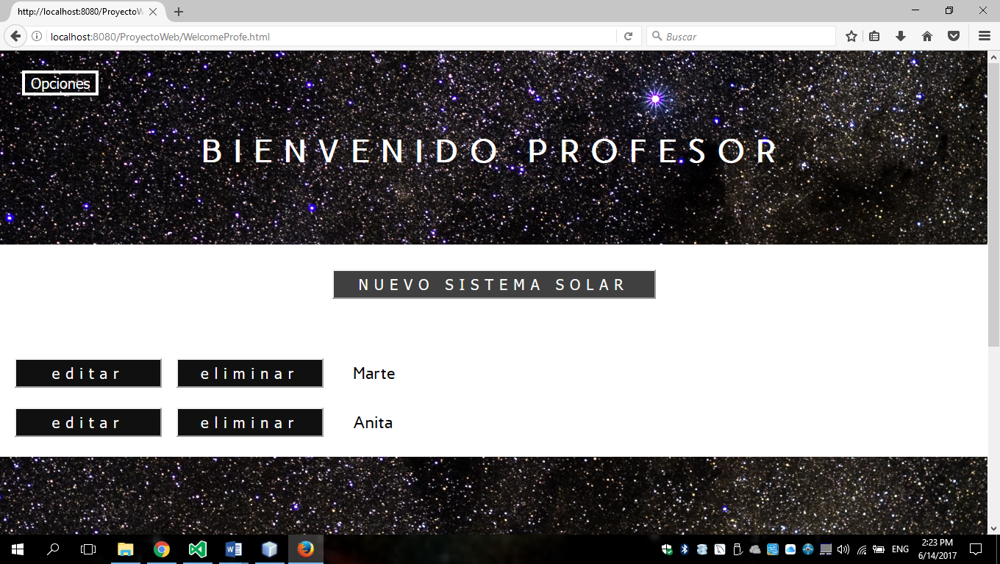 http://localhost:8080/ProyectoW
localhost:8080/ProyectoWeb/WelcomeProfe.html
Buscar
Opciones
BIENVENIDO PROFESOR
NUEVO SISTEMA SOLAR
editar eliminar Marte
editar eliminar Anita
ENG
2:23 PM
6/14/2017